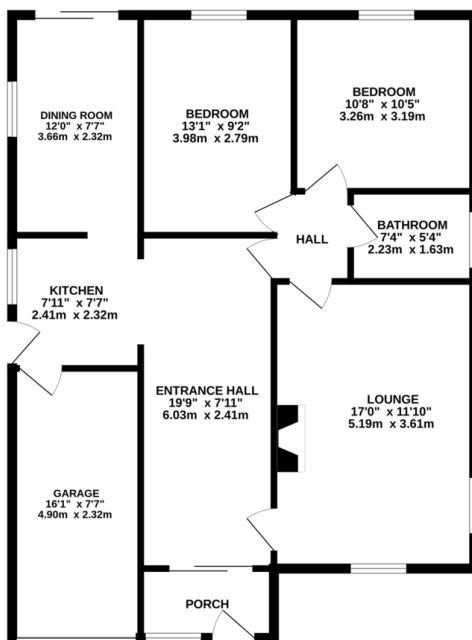 DINING ROOM
12'0" x 7'7"
3.66m x 2.32m
BEDROOM
13'1" x 9'2"
3.98m x 2.79m
BEDROOM
10'8" x 10'5"
3.26m x 3.19m
HALL
BATHROOM
7'4" x 5'4"
2.23m x 1.63m
KITCHEN
7'11" x 7'7"
2.41m x 2.32m
ENTRANCE HALL
19'9" x 7'11"
6.03m x 2.41m
LOUNGE
17'0" x 11'10"
5.19m x 3.61m
GARAGE
16'1" x 7'7"
4.90m x 2.32m
PORCH